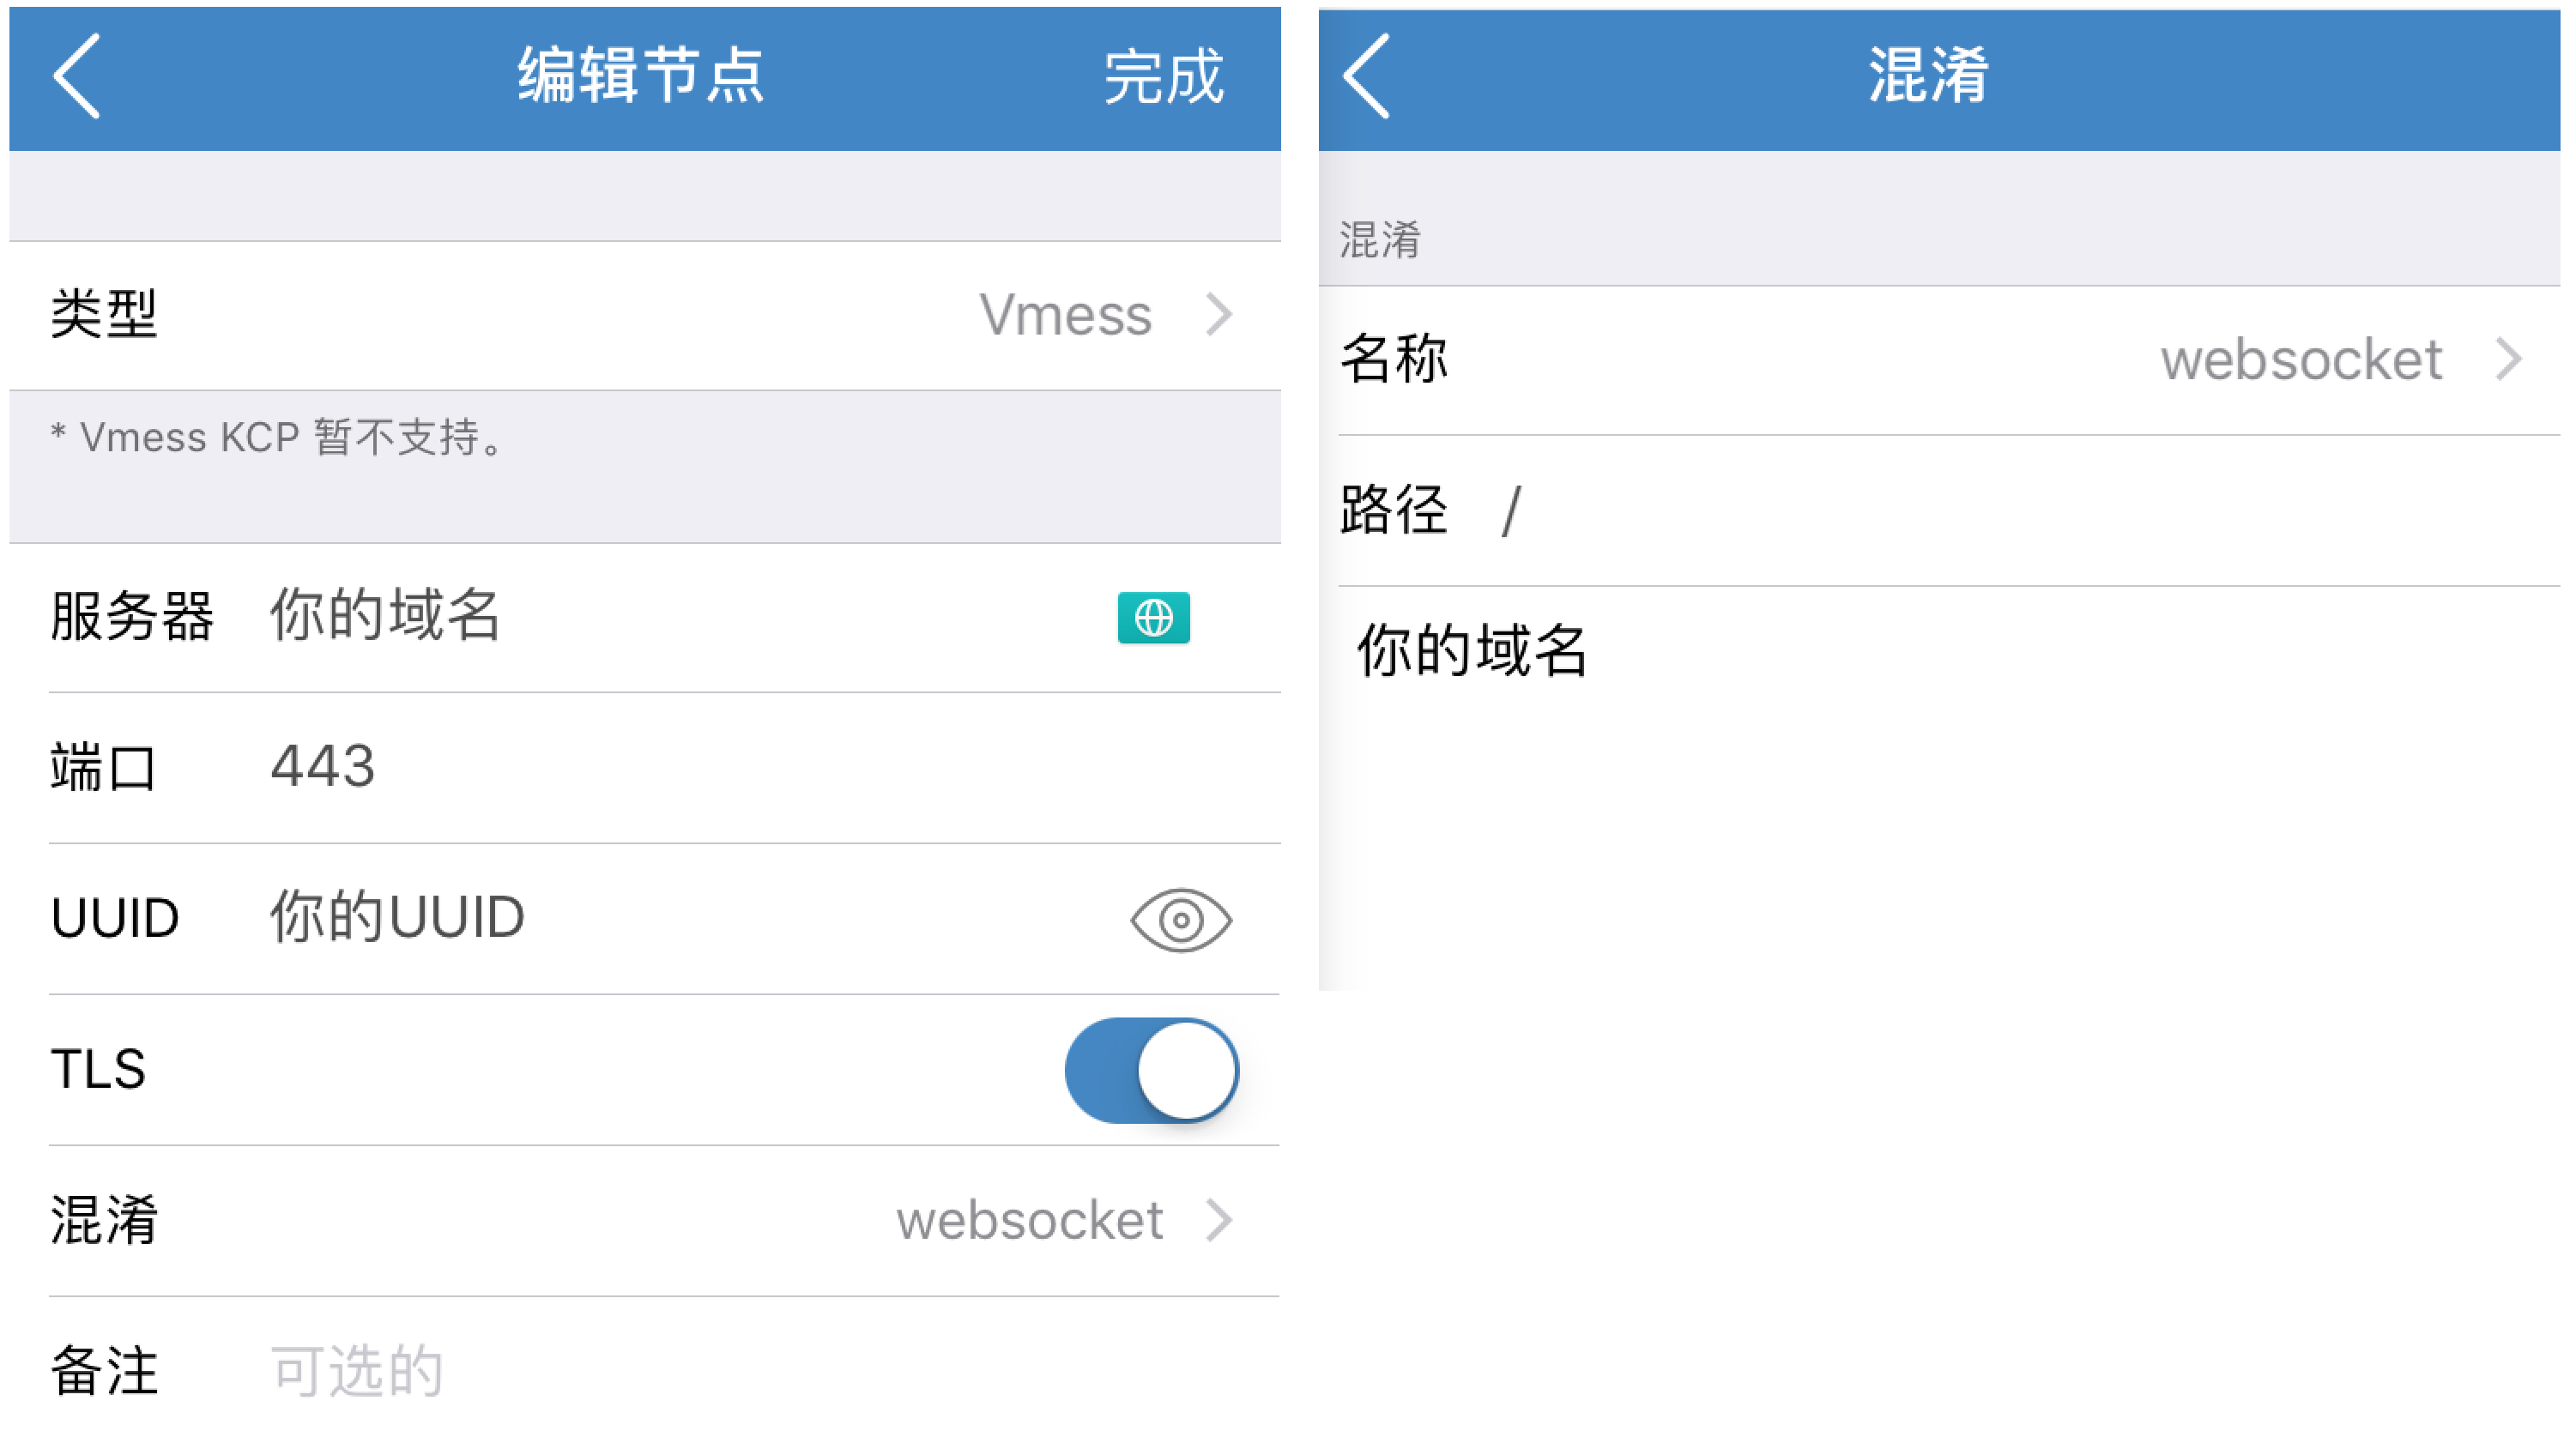 编辑节点
完成
类型 Vmess
* Vmess KCP 暂不支持。
服务器 你的域名
端口 443
UUID 你的UUID
TLS
混淆 websocket
备注 可选的
混淆
混淆
名称 websocket
路径 /
你的域名